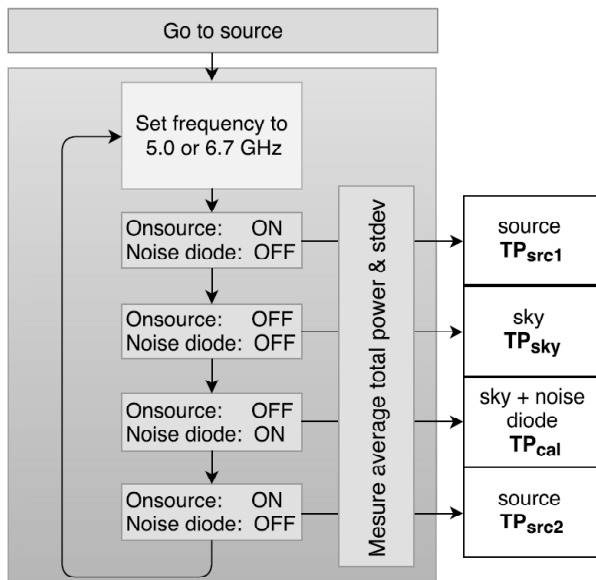 Go to source
Set frequency to
5.0 or 6.7 GHz
Onsource: ON
Noise diode: OFF
Onsource: OFF
Noise diode: OFF
Onsource: OFF
Noise diode: ON
Onsource: ON
Noise diode: OFF
Mesure average total power & stdev
source
TPsrc1
sky
TPsky
sky + noise
diode
TPcal
source
TPsrc2